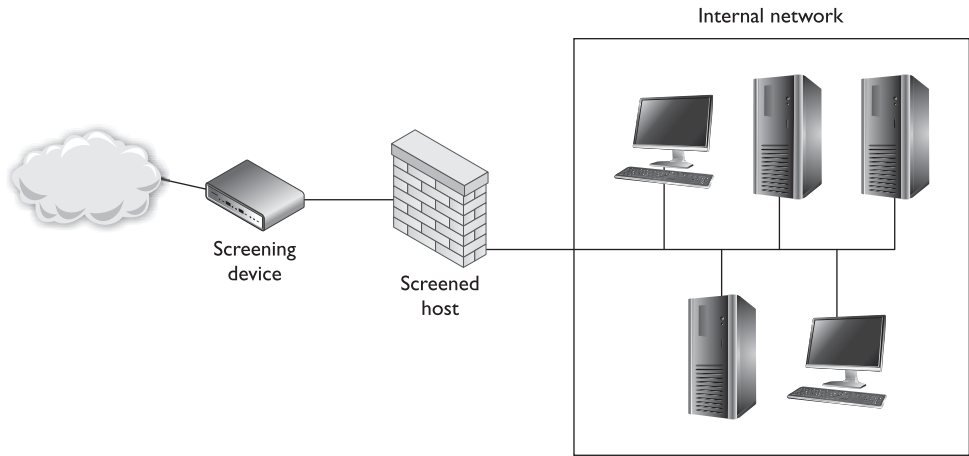 Internal network
Screening
device
Screened
host